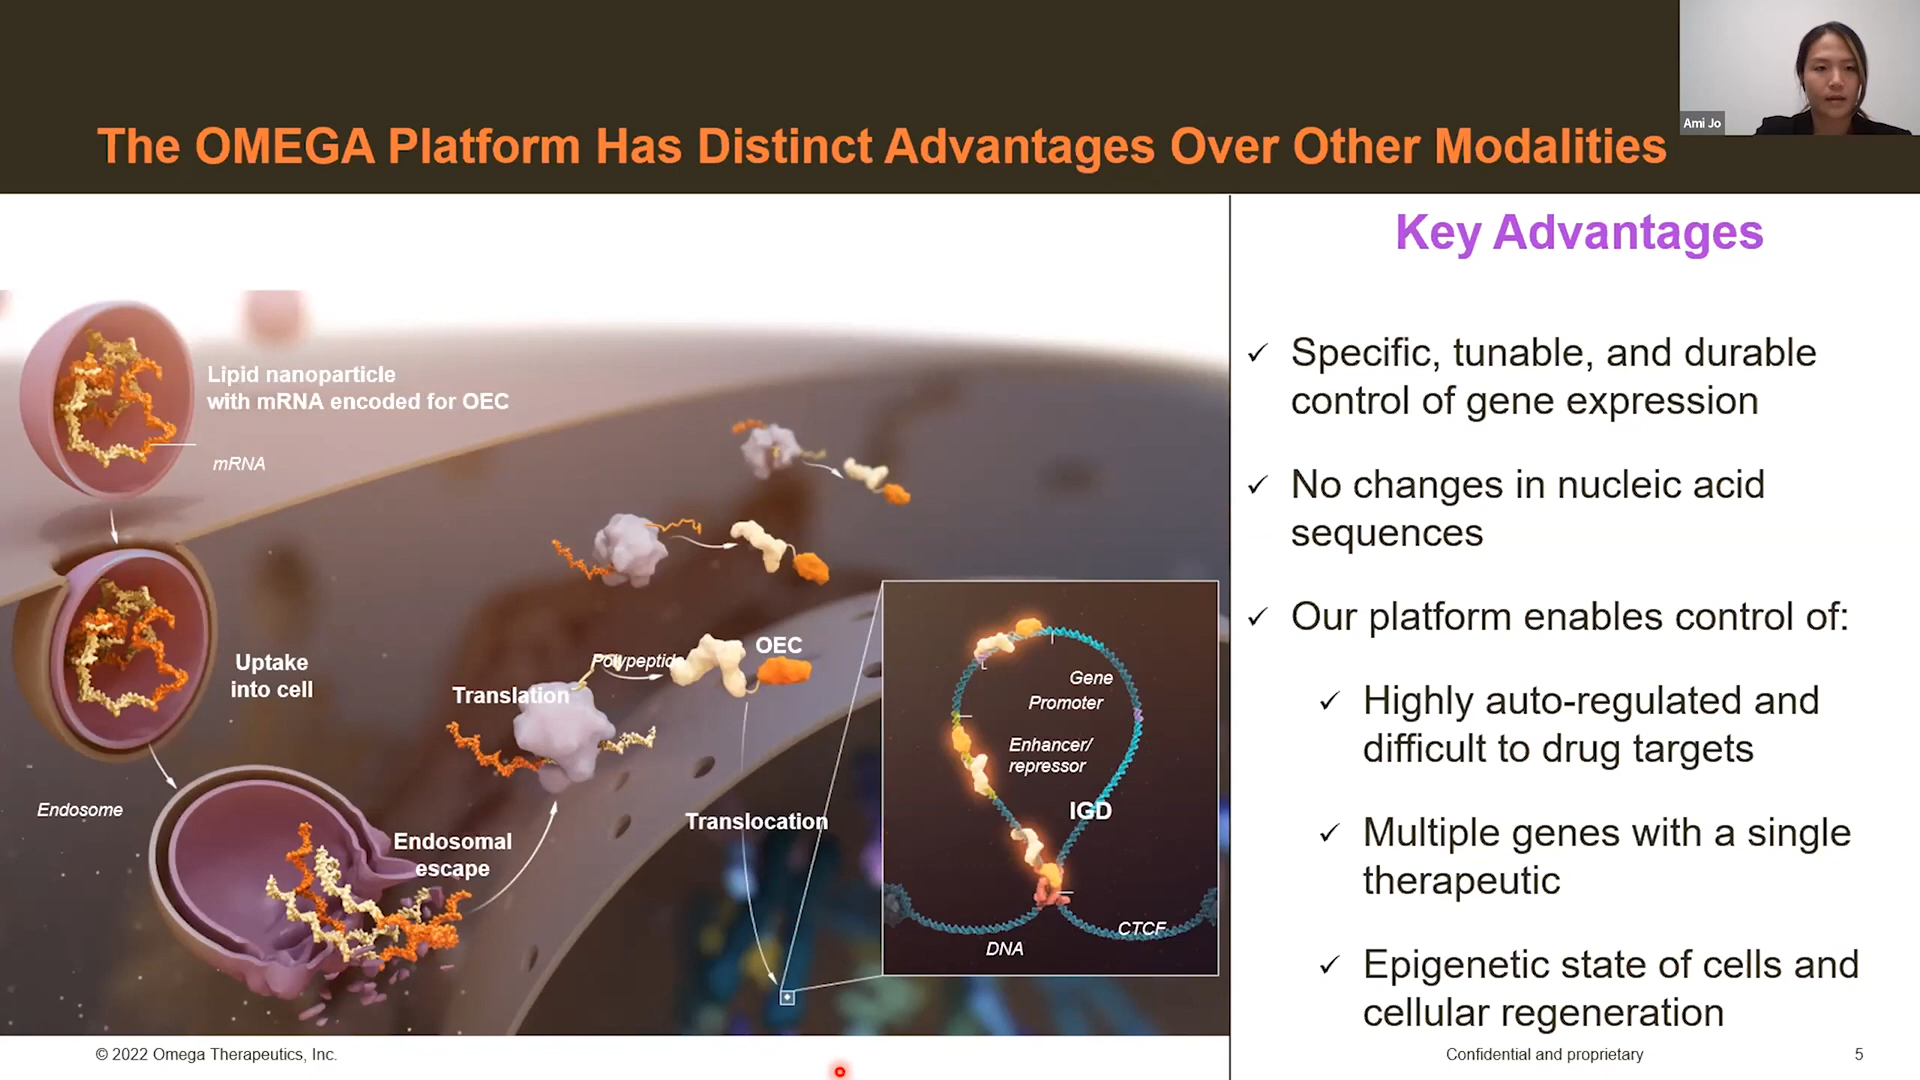 Ami Jo
The OMEGA Platform Has Distinct Advantages Over Other Modalities
Lipid nanoparticle
with mRNA encoded for OEC
mRNA
Uptake
into cell
Endosome
Endosomal
escape
Translation
Polypeptide
OEC
Translocation
Gene
Promoter
Enhancer/
repressor
IGD
CTCF
DNA
Key Advantages
✓ Specific, tunable, and durable
control of gene expression
✓ No changes in nucleic acid
sequences
✓ Our platform enables control of:
✓ Highly auto-regulated and
difficult to drug targets
✓ Multiple genes with a single
therapeutic
✓ Epigenetic state of cells and
cellular regeneration
© 2022 Omega Therapeutics, Inc.
Confidential and proprietary
5